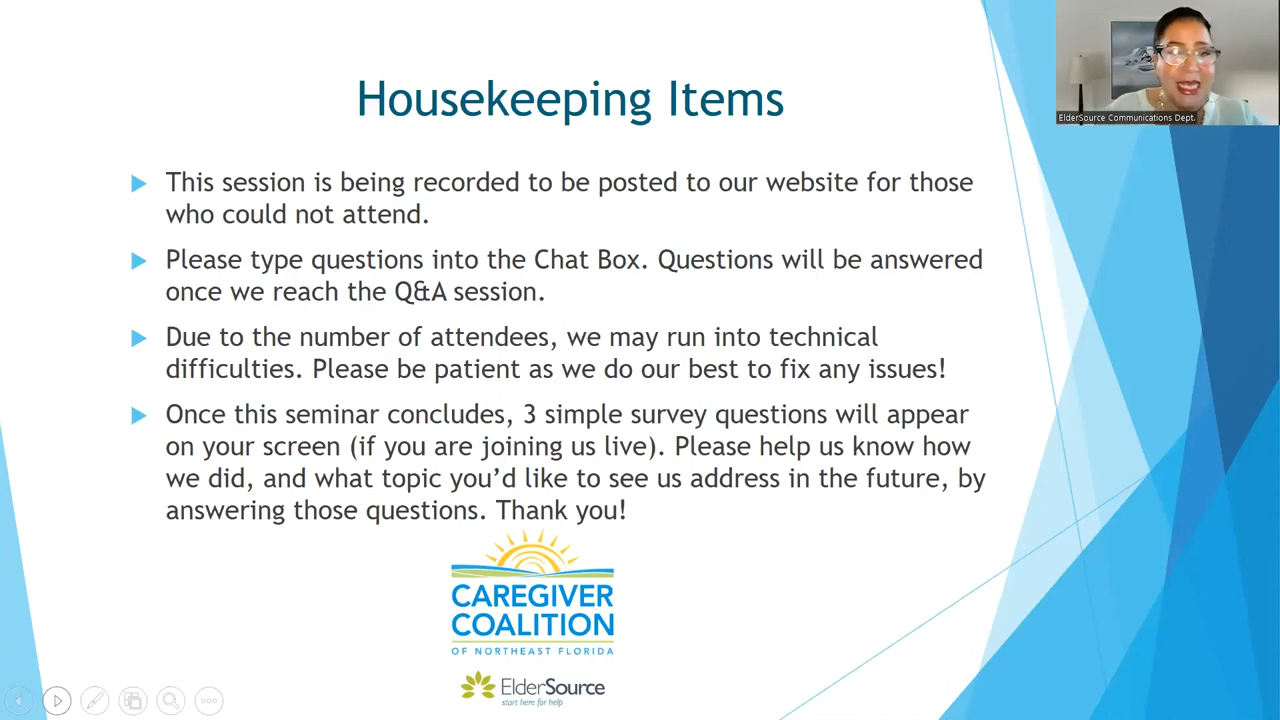 Housekeeping Items
This session is being recorded to be posted to our website for those
who could not attend.
Please type questions into the Chat Box. Questions will be answered
once we reach the Q&A session.
Due to the number of attendees, we may run into technical
difficulties. Please be patient as we do our best to fix any issues!
Once this seminar concludes, 3 simple survey questions will appear
on your screen (if you are joining us live). Please help us know how
we did, and what topic you’d like to see us address in the future, by
answering those questions. Thank you!
ElderSource Communications Dept.
CAREGIVER
COALITION
OF NORTHEAST FLORIDA
ElderSource
start here for help